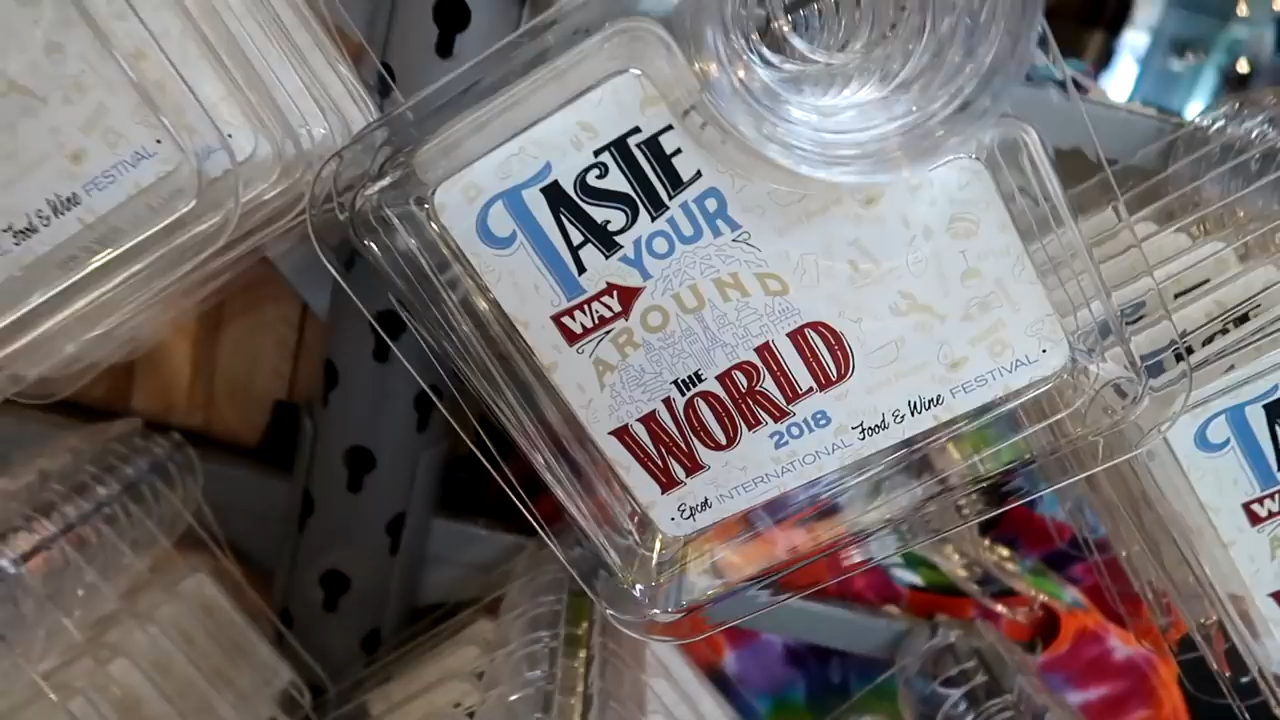 TASTE
YOUR
WAY
AROUND
THE
WORLD
2018
• Epcot INTERNATIONAL Food & Wine FESTIVAL •
Food & Wine FESTIVAL •